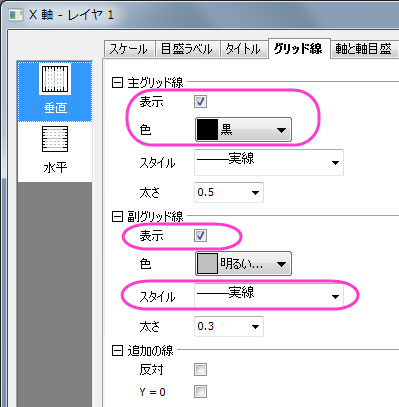 X 軸 - レイヤ 1
スケール 目盛ラベル タイトル グリッド線 軸と軸目盛
垂直
水平
主グリッド線
表示
色 黒
スタイル 実線
太さ 0.5
副グリッド線
表示
色 明るい...
スタイル 実線
太さ 0.3
追加の線
反対
Y = 0